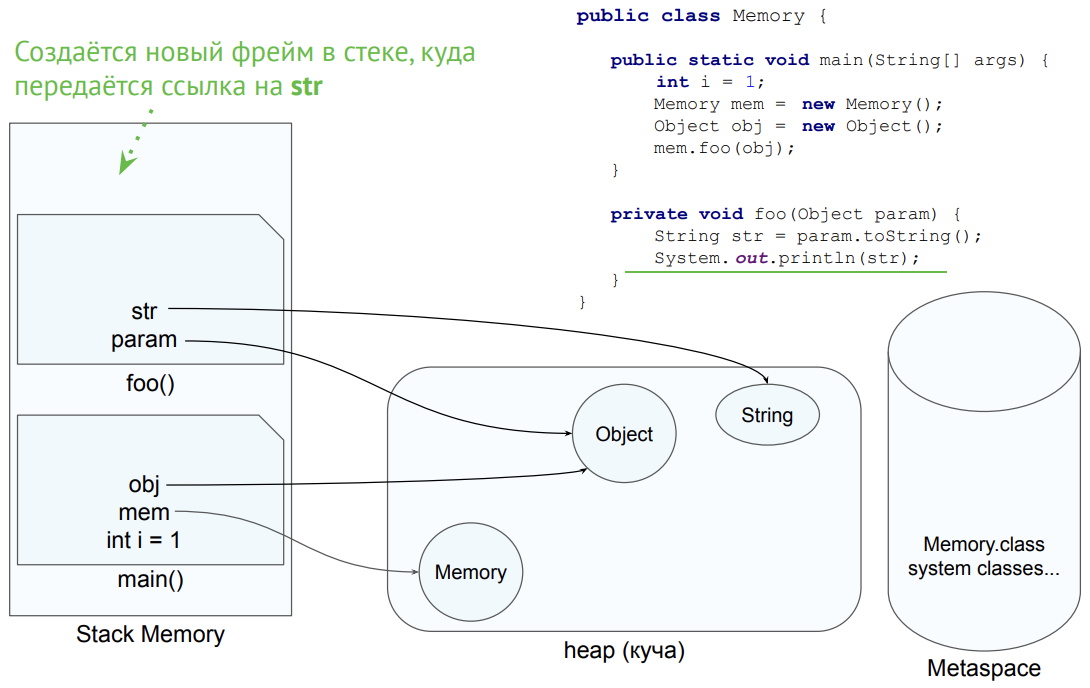 Создаётся новый фрейм в стеке, куда
передаётся ссылка на str
public class Memory {
public static void main(String[] args) {
int i = 1;
Memory mem = new Memory();
Object obj = new Object();
mem.foo(obj);
}
private void foo(Object param) {
String str = param.toString();
System.out.println(str);
}
}
str
param
foo()
obj
mem
int i = 1
main()
Stack Memory
Object
String
Memory
heap (куча)
Memory.class
system classes...
Metaspace